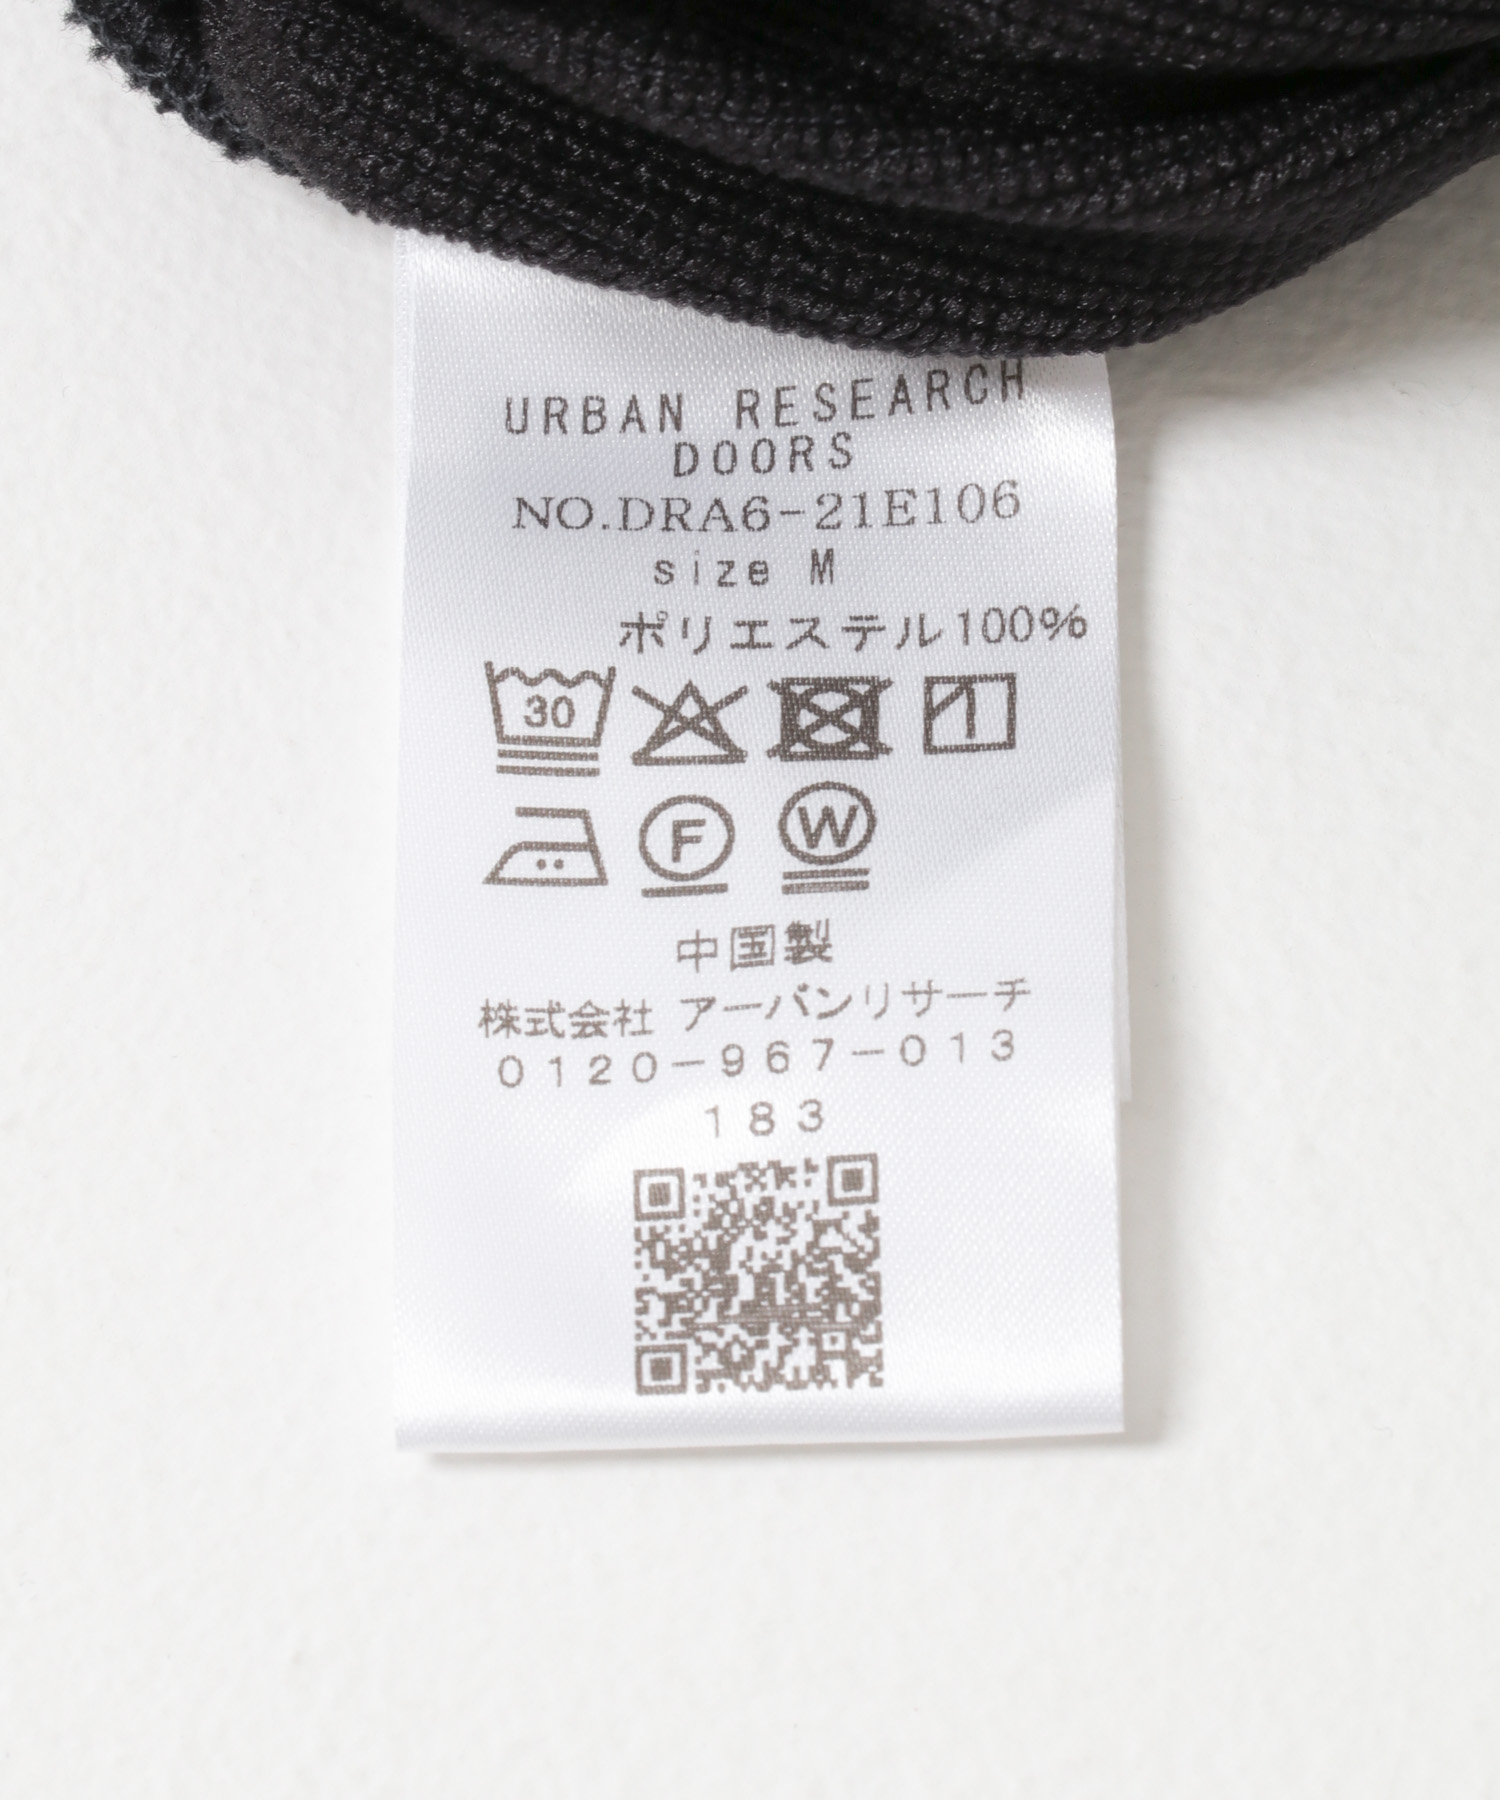 URBAN RESEARCH
DOORS
NO.DRA6-21E106
size M
ポリエステル100%
30
F W
中国製
株式会社 アーバンリサーチ
0120-967-013
183